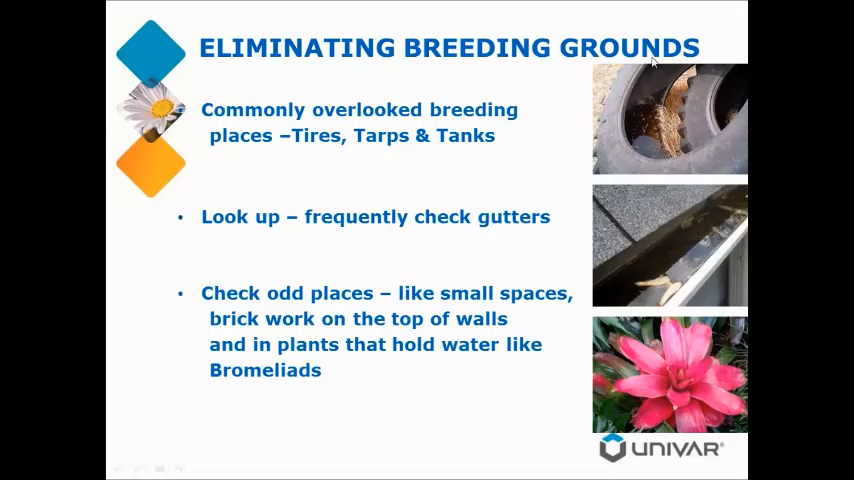 ELIMINATING BREEDING GROUNDS
Commonly overlooked breeding
places –Tires, Tarps & Tanks
• Look up – frequently check gutters
• Check odd places – like small spaces,
brick work on the top of walls
and in plants that hold water like
Bromeliads
UNIVAR®